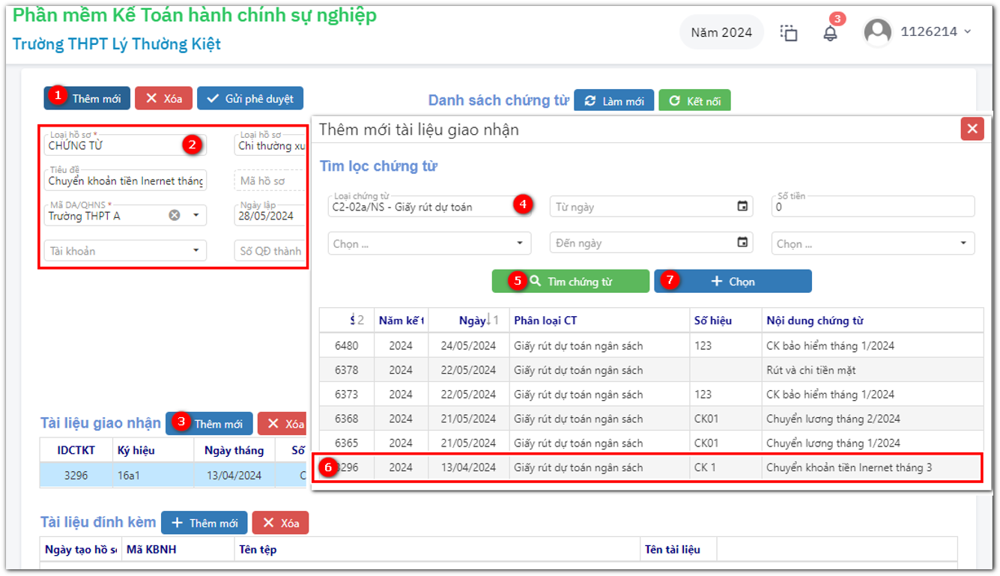 Phần mềm Kế Toán hành chính sự nghiệp
Trường THPT Lý Thường Kiệt
Năm 2024
3
1126214
1 Thêm mới
Xóa
Gửi phê duyệt
Danh sách chứng từ
Làm mới
Kết nối
Loại hồ sơ *
CHỨNG TỪ
2
Loại hồ sơ
Chi thường xu
Tiêu đề
Chuyển khoản tiền Inernet tháng
Mã hồ sơ
Mã DA/QHNS *
Trường THPT A
Ngày lập
28/05/2024
Tài khoản
Số QĐ thành
Thêm mới tài liệu giao nhận
Tìm lọc chứng từ
Loại chứng từ
C2-02a/NS - Giấy rút dự toán
4
Từ ngày
Số tiền
0
Chọn ...
Đến ngày
Chọn ...
5 Tìm chứng từ
7 + Chọn
2 Năm kế t Ngày 1 Phân loại CT Số hiệu Nội dung chứng từ
6480 2024 24/05/2024 Giấy rút dự toán ngân sách 123 CK bảo hiểm tháng 1/2024
6378 2024 22/05/2024 Giấy rút dự toán ngân sách Rút và chi tiền mặt
6373 2024 22/05/2024 Giấy rút dự toán ngân sách 123 CK bảo hiểm tháng 1/2024
6368 2024 21/05/2024 Giấy rút dự toán ngân sách CK01 Chuyển lương tháng 2/2024
6365 2024 21/05/2024 Giấy rút dự toán ngân sách CK01 Chuyển lương tháng 1/2024
6 3296 2024 13/04/2024 Giấy rút dự toán ngân sách CK 1 Chuyển khoản tiền Inernet tháng 3
Tài liệu giao nhận
3 Thêm mới
Xóa
IDCTKT Ký hiệu Ngày tháng Số
3296 16a1 13/04/2024 C
Tài liệu đính kèm
+ Thêm mới
Xóa
Ngày tạo hồ sơ Mã KBNH Tên tệp Tên tài liệu